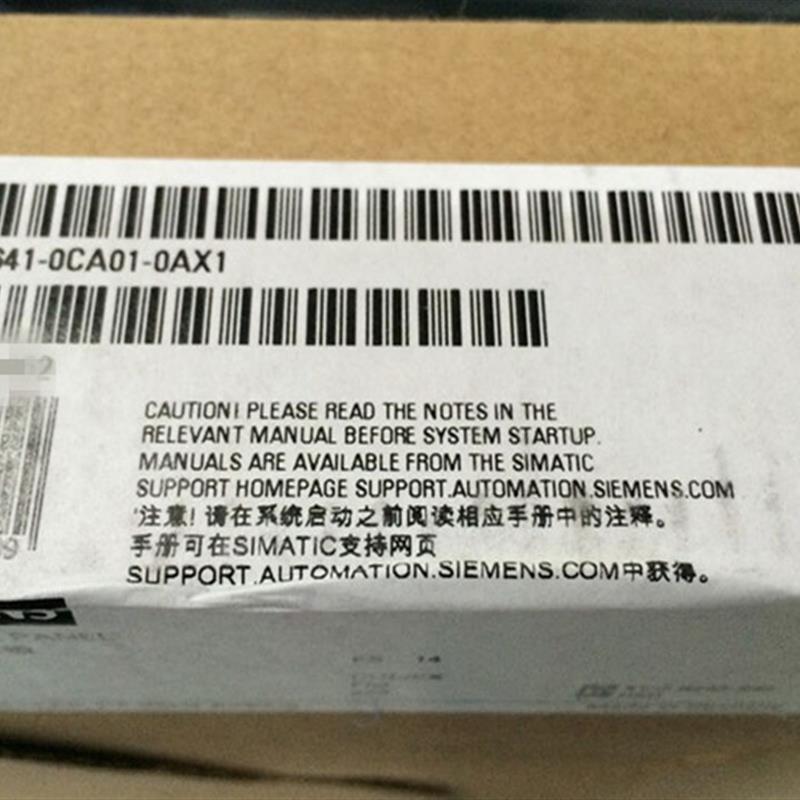 641-0CA01-0AX1
CAUTION! PLEASE READ THE NOTES IN THE
RELEVANT MANUAL BEFORE SYSTEM STARTUP.
MANUALS ARE AVAILABLE FROM THE SIMATIC
SUPPORT HOMEPAGE SUPPORT.AUTOMATION.SIEMENS.COM
注意! 请在系统启动之前阅读相应手册中的注释。
手册可在SIMATIC支持网页
SUPPORT.AUTOMATION.SIEMENS.COM中获得。
PANEL
14